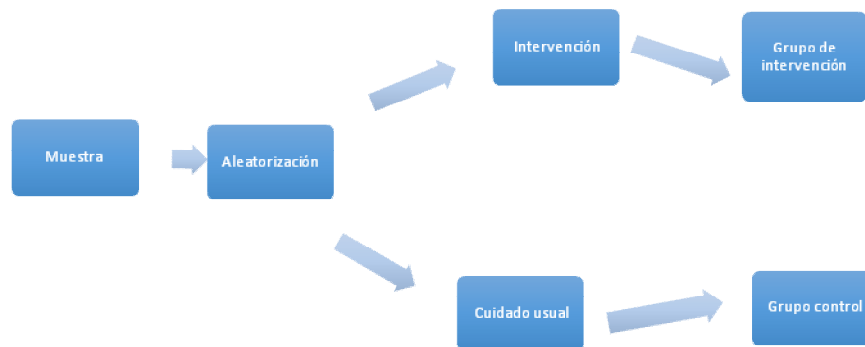 Muestra
Aleatorización
Intervención
Grupo de
intervención
Cuidado usual
Grupo control